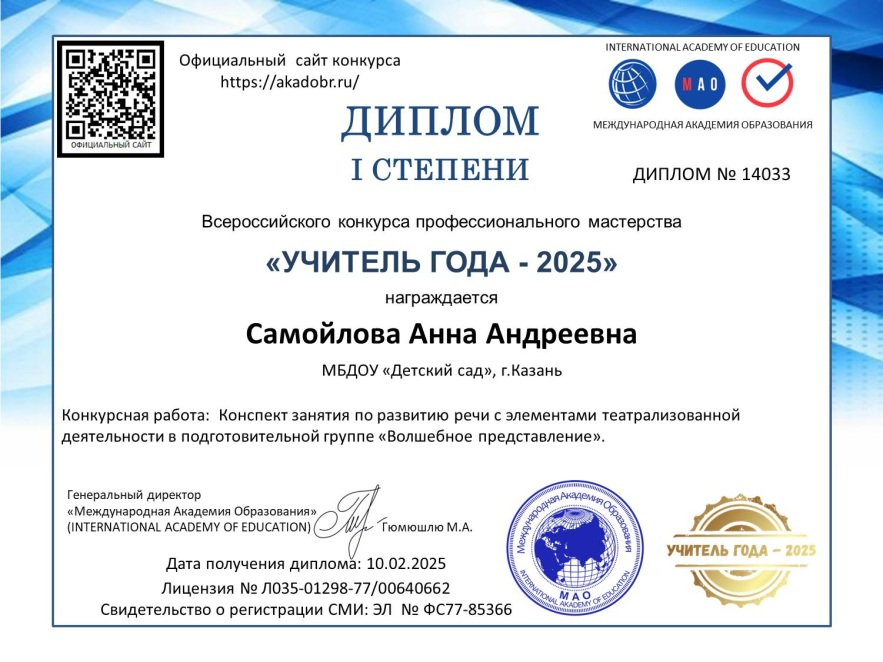 ОФИЦИАЛЬНЫЙ САЙТ
Официальный сайт конкурса
https://akadobr.ru/
INTERNATIONAL ACADEMY OF EDUCATION
МАО
МЕЖДУНАРОДНАЯ АКАДЕМИЯ ОБРАЗОВАНИЯ
ДИПЛОМ
I СТЕПЕНИ
ДИПЛОМ № 14033
Всероссийского конкурса профессионального мастерства
«УЧИТЕЛЬ ГОДА - 2025»
награждается
Самойлова Анна Андреевна
МБДОУ «Детский сад», г.Казань
Конкурсная работа: Конспект занятия по развитию речи с элементами театрализованной
деятельности в подготовительной группе «Волшебное представление».
Генеральный директор
«Международная Академия Образования»
(INTERNATIONAL ACADEMY OF EDUCATION)
Гюмюшлю М.А.
Дата получения диплома: 10.02.2025
Лицензия № Л035-01298-77/00640662
Свидетельство о регистрации СМИ: ЭЛ № ФС77-85366
Международная Академия Образования
МАО
INTERNATIONAL ACADEMY OF EDUCATION
УЧИТЕЛЬ ГОДА – 2025